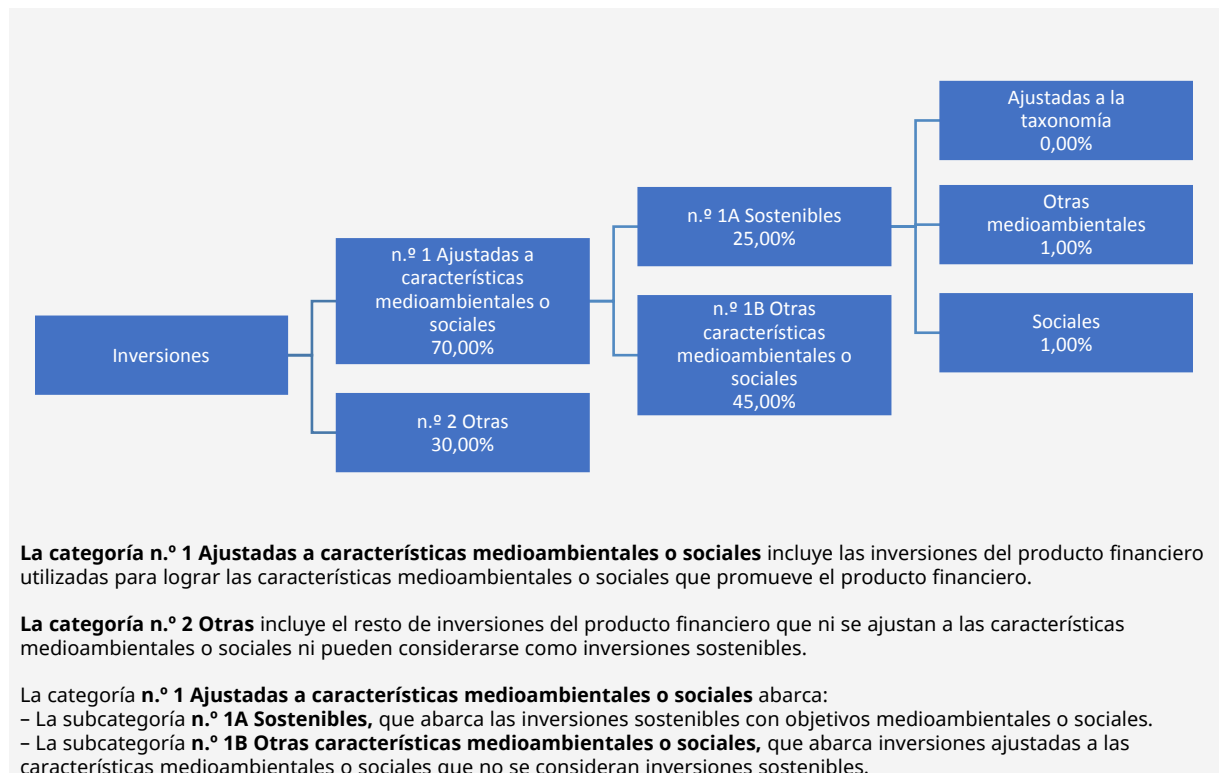 Inversiones
n.º 1 Ajustadas a
características
medioambientales o
sociales
70,00%
n.º 2 Otras
30,00%
n.º 1A Sostenibles
25,00%
n.º 1B Otras
características
medioambientales o
sociales
45,00%
Ajustadas a la
taxonomía
0,00%
Otras
medioambientales
1,00%
Sociales
1,00%
La categoría n.º 1 Ajustadas a características medioambientales o sociales incluye las inversiones del producto financiero
utilizadas para lograr las características medioambientales o sociales que promueve el producto financiero.
La categoría n.º 2 Otras incluye el resto de inversiones del producto financiero que ni se ajustan a las características
medioambientales o sociales ni pueden considerarse como inversiones sostenibles.
La categoría n.º 1 Ajustadas a características medioambientales o sociales abarca:
– La subcategoría n.º 1A Sostenibles, que abarca las inversiones sostenibles con objetivos medioambientales o sociales.
– La subcategoría n.º 1B Otras características medioambientales o sociales, que abarca inversiones ajustadas a las
características medioambientales o sociales que no se consideran inversiones sostenibles.